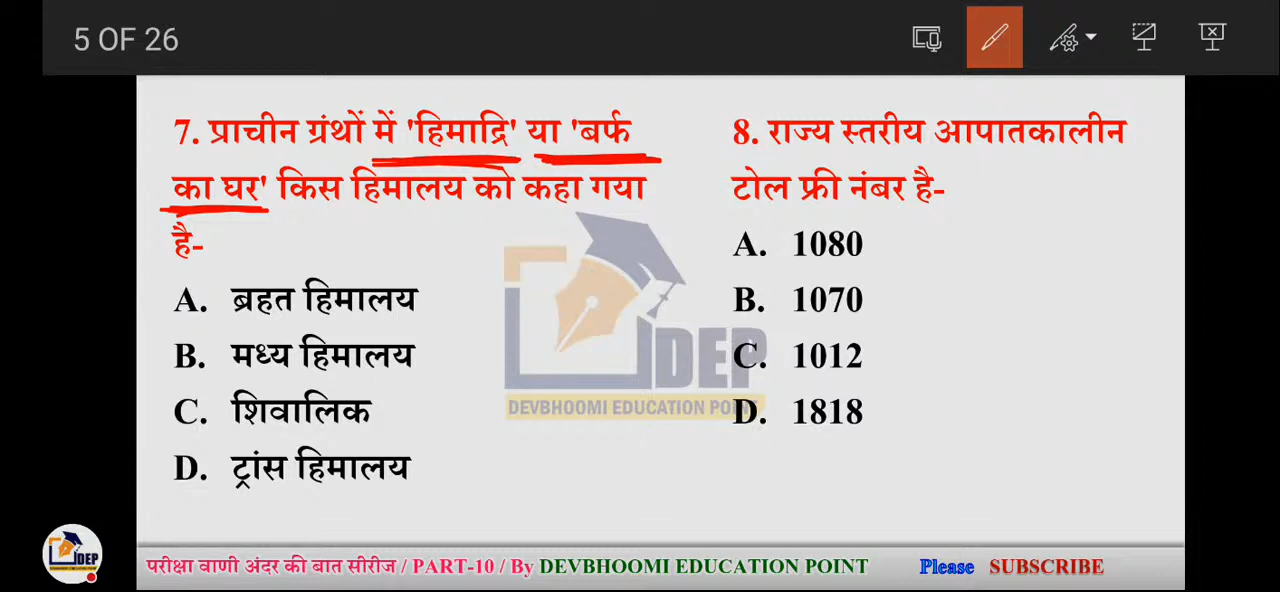 5 OF 26
7. प्राचीन ग्रंथों में 'हिमाद्रि' या 'बर्फ
का घर' किस हिमालय को कहा गया
है-
A. ब्रहत हिमालय
B. मध्य हिमालय
C. शिवालिक
D. ट्रांस हिमालय
8. राज्य स्तरीय आपातकालीन
टोल फ्री नंबर है-
A. 1080
B. 1070
C. 1012
D. 1818
DEP
DEVBHOOMI EDUCATION POINT
DEP
परीक्षा वाणी अंदर की बात सीरीज / PART-10 / By DEVBHOOMI EDUCATION POINT Please SUBSCRIBE